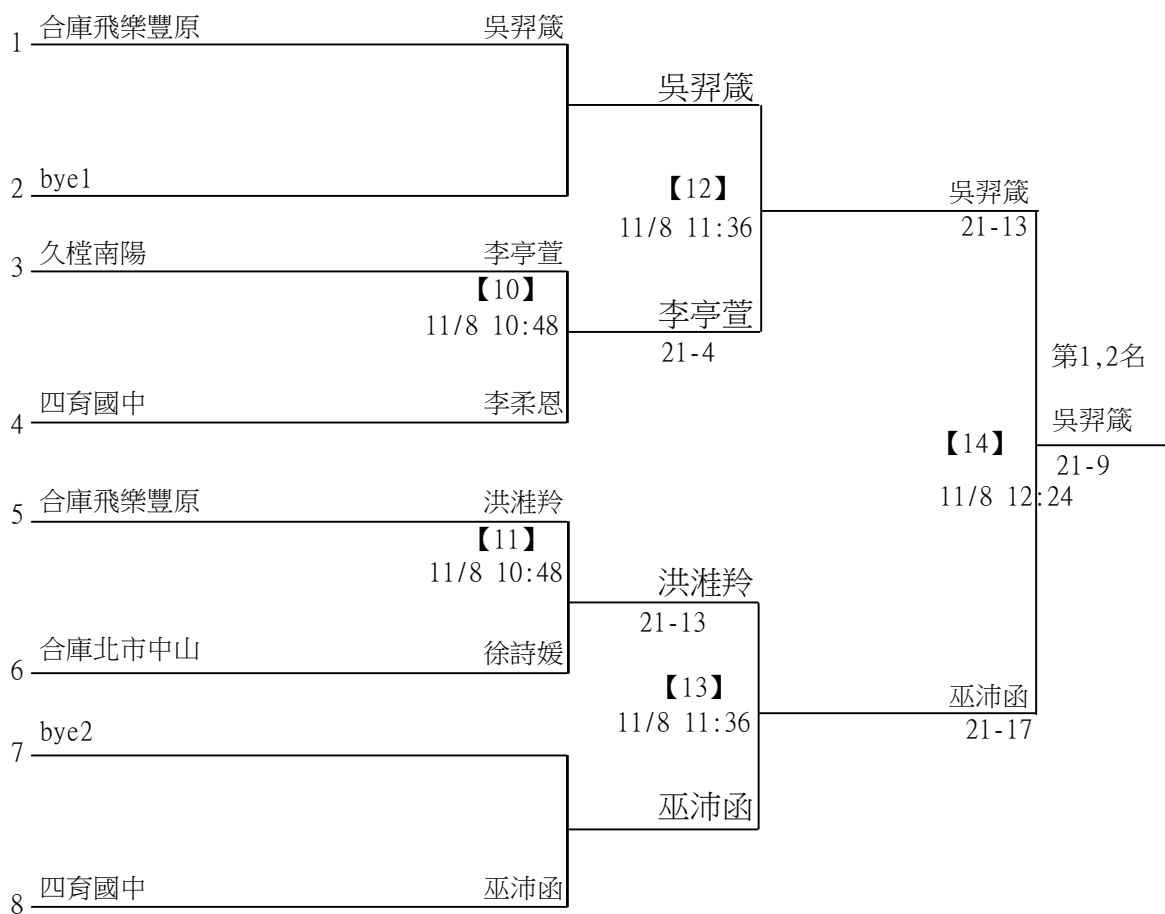 1 合庫飛樂豐原 吳羿箴
吳羿箴
2 bye1
【12】
11/8 11:36
吳羿箴
21-13
3 久樘南陽 李亭萱
【10】
11/8 10:48
李亭萱
21-4
4 四育國中 李柔恩
第1,2名
吳羿箴
21-9
【14】
11/8 12:24
5 合庫飛樂豐原 洪溎羚
【11】
11/8 10:48
洪溎羚
21-13
6 合庫北市中山 徐詩媛
【13】
11/8 11:36
巫沛函
21-17
7 bye2
巫沛函
8 四育國中 巫沛函